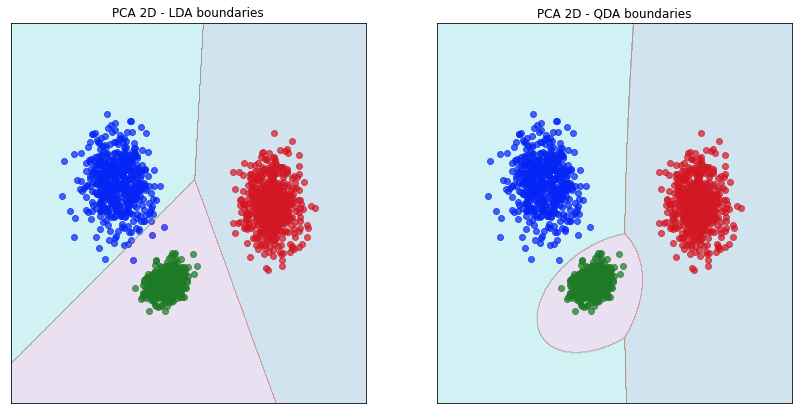 PCA 2D - LDA boundaries
PCA 2D - QDA boundaries